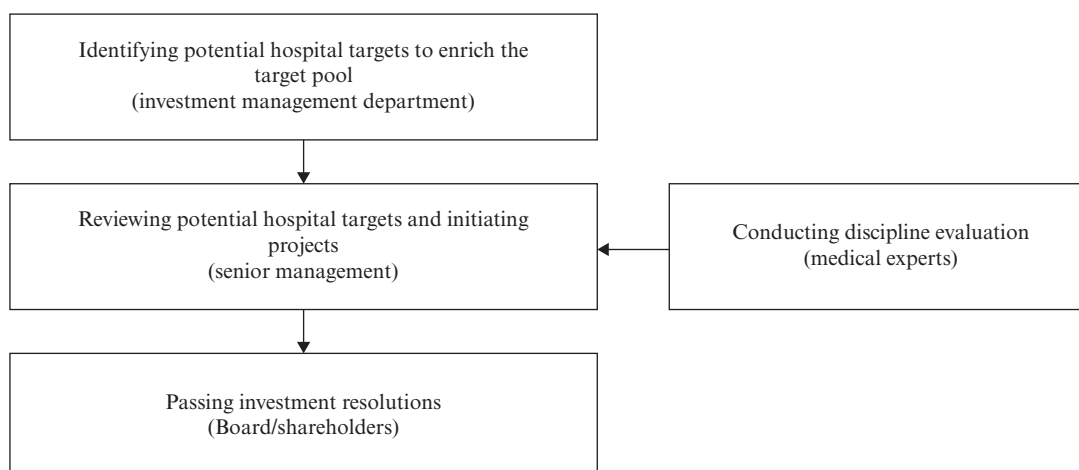 Identifying potential hospital targets to enrich the
target pool
(investment management department)
Reviewing potential hospital targets and initiating
projects
(senior management)
Conducting discipline evaluation
(medical experts)
Passing investment resolutions
(Board/shareholders)